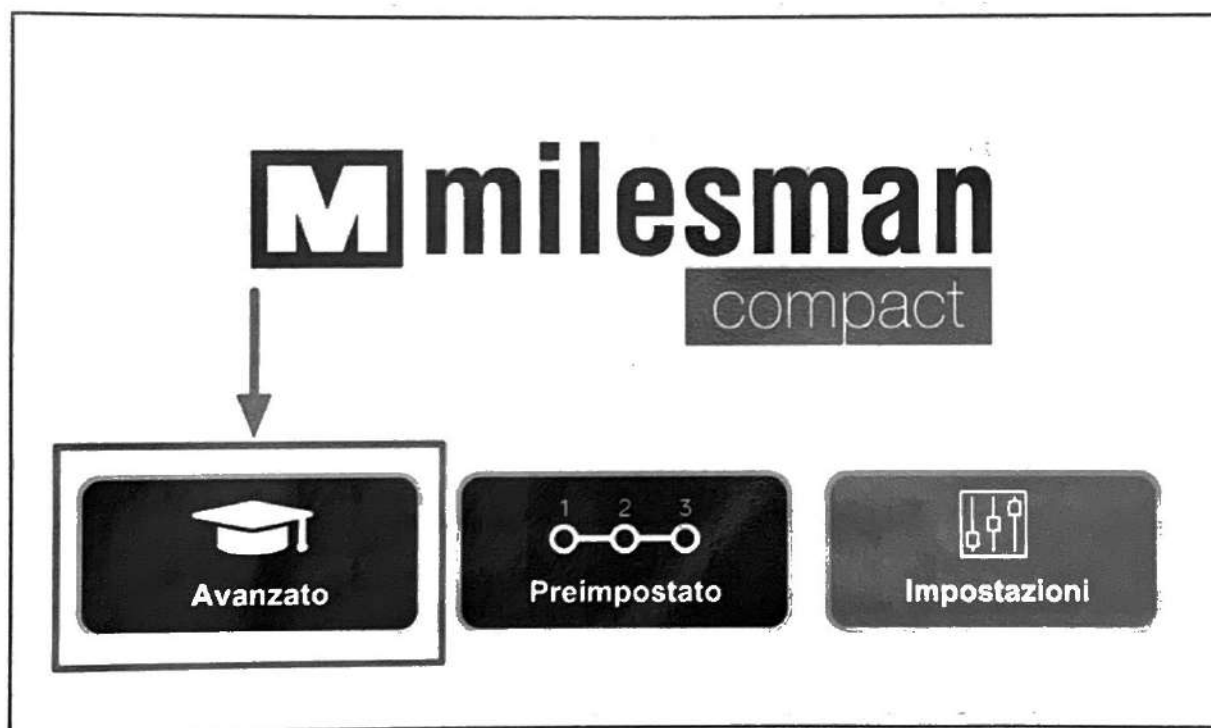 M milesman
compact
Avanzato
1 2 3
Preimpostato
Impostazioni